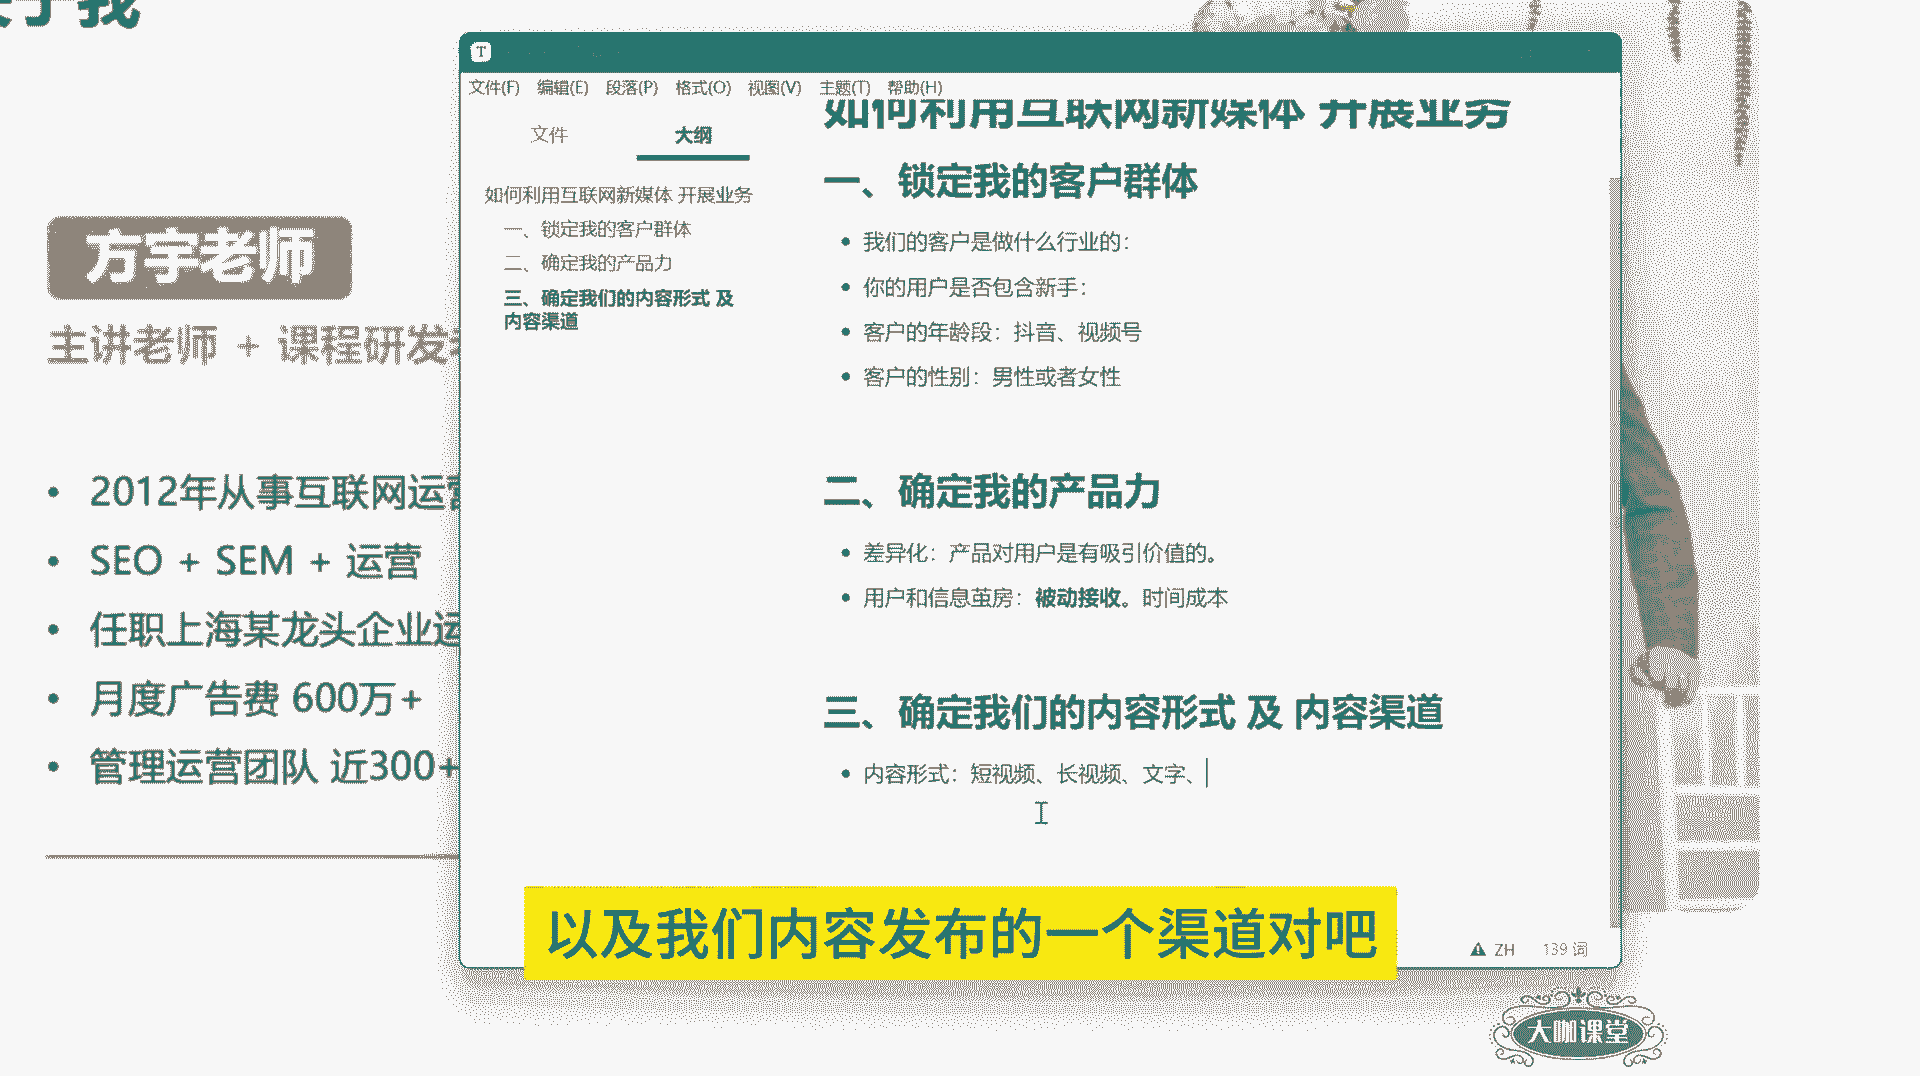 于我
方宇老师
主讲老师 + 课程研发
2012年从事互联网运营
SEO + SEM + 运营
任职上海某龙头企业运
月度广告费 600万+
管理运营团队 近300+
T
文件(F) 编辑(E) 段落(P) 格式(O) 视图(V) 主题(T) 帮助(H)
文件 大纲
如何利用互联网新媒体 开展业务
一、锁定我的客户群体
二、确定我的产品力
三、确定我们的内容形式 及
内容渠道
如何利用互联网新媒体 开展业务
一、锁定我的客户群体
我们的客户是做什么行业的：
你的用户是否包含新手：
客户的年龄段：抖音、视频号
客户的性别：男性或者女性
二、确定我的产品力
差异化：产品对用户是有吸引价值的。
用户和信息茧房：被动接收。时间成本
三、确定我们的内容形式 及 内容渠道
内容形式：短视频、长视频、文字、
以及我们内容发布的一个渠道对吧
ZH 139 词
大咖课堂